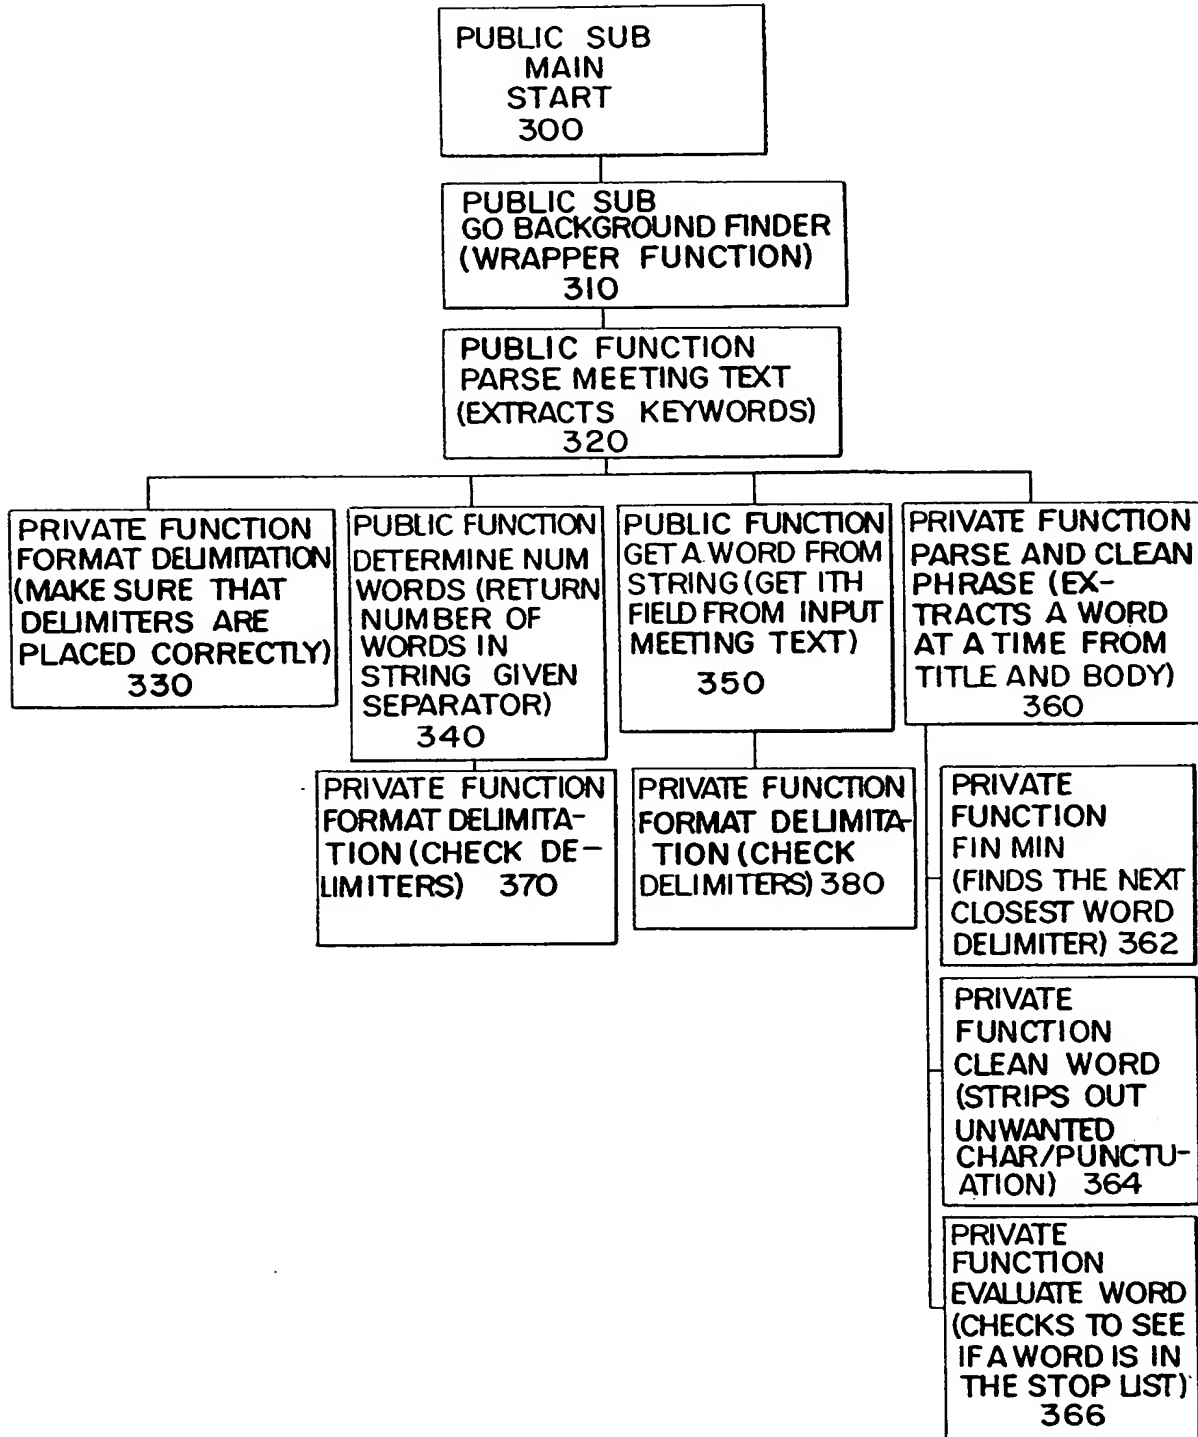 PUBLIC SUB
MAIN
START
300
PUBLIC SUB
GO BACKGROUND FINDER
(WRAPPER FUNCTION)
310
PUBLIC FUNCTION
PARSE MEETING TEXT
(EXTRACTS KEYWORDS)
320
PRIVATE FUNCTION
FORMAT DELIMITATION
(MAKE SURE THAT
DELIMITERS ARE
PLACED CORRECTLY)
330
PUBLIC FUNCTION
DETERMINE NUM
WORDS (RETURN
NUMBER OF
WORDS IN
STRING GIVEN
SEPARATOR)
340
PUBLIC FUNCTION
GET A WORD FROM
STRING (GET ITH
FIELD FROM INPUT
MEETING TEXT)
350
PRIVATE FUNCTION
PARSE AND CLEAN
PHRASE (EX-
TRACTS A WORD
AT A TIME FROM
TITLE AND BODY)
360
PRIVATE FUNCTION
FORMAT DELIMITA-
TION (CHECK DE-
LIMITERS) 370
PRIVATE FUNCTION
FORMAT DELIMITA-
TION (CHECK
DELIMITERS) 380
PRIVATE
FUNCTION
FIN MIN
(FINDS THE NEXT
CLOSEST WORD
DELIMITER) 362
PRIVATE
FUNCTION
CLEAN WORD
(STRIPS OUT
UNWANTED
CHAR/PUNCTU-
ATION) 364
PRIVATE
FUNCTION
EVALUATE WORD
(CHECKS TO SEE
IF A WORD IS IN
THE STOP LIST)
366